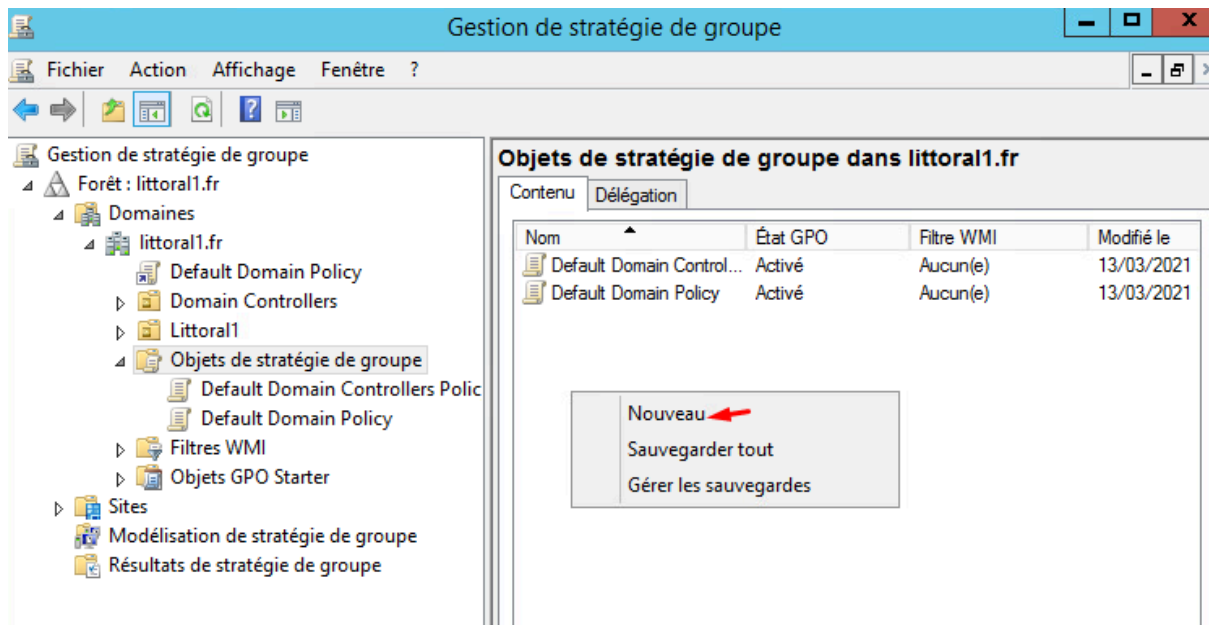 Gestion de stratégie de groupe
Fichier Action Affichage Fenêtre ?
Gestion de stratégie de groupe
Forêt : littoral1.fr
Domaines
littoral1.fr
Default Domain Policy
Domain Controllers
Littoral1
Objets de stratégie de groupe
Default Domain Controllers Polic
Default Domain Policy
Filtres WMI
Objets GPO Starter
Sites
Modélisation de stratégie de groupe
Résultats de stratégie de groupe
Objets de stratégie de groupe dans littoral1.fr
Contenu Délégation
Nom État GPO Filtre WMI Modifié le
Default Domain Control... Activé Aucun(e) 13/03/2021
Default Domain Policy Activé Aucun(e) 13/03/2021
Nouveau
Sauvegarder tout
Gérer les sauvegardes